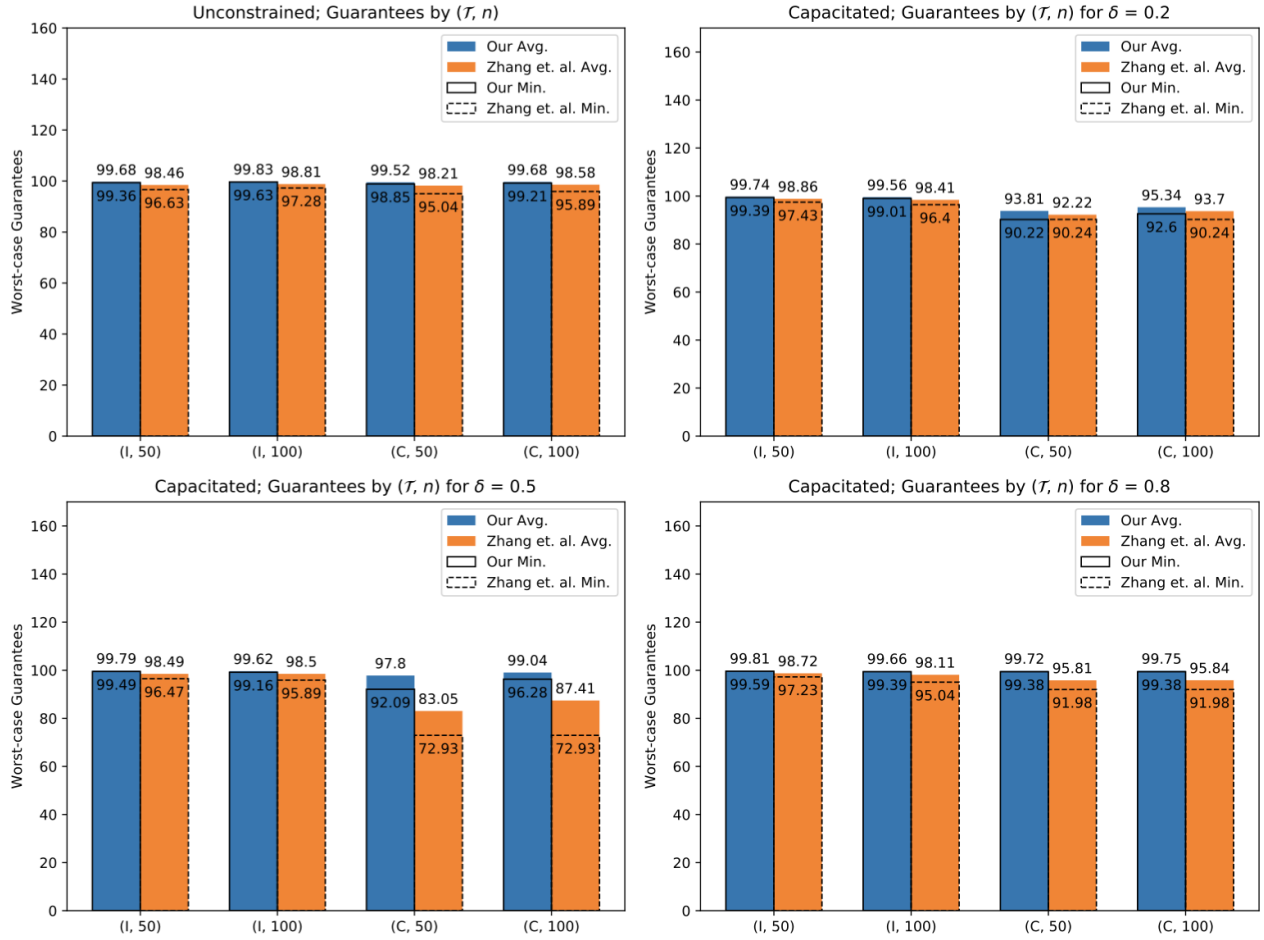 Unconstrained; Guarantees by (𝒯, n)
Worst-case Guarantees
160
140
120
100
80
60
40
20
0
Our Avg.
Zhang et. al. Avg.
Our Min.
Zhang et. al Min.
99.68 98.46 99.83 98.81 99.52 98.21 99.68 98.58
99.36 96.63 99.63 97.28 98.85 95.04 99.21 95.89
(I, 50) (I, 100) (C, 50) (C, 100)
Capacitated; Guarantees by (𝒯, n) for δ = 0.2
Worst-case Guarantees
160
140
120
100
80
60
40
20
0
Our Avg.
Zhang et. al. Avg.
Our Min.
Zhang et. al Min.
99.74 98.86 99.56 98.41 93.81 92.22 95.34 93.7
99.39 97.43 99.01 96.4 90.22 90.24 92.6 90.24
(I, 50) (I, 100) (C, 50) (C, 100)
Capacitated; Guarantees by (𝒯, n) for δ = 0.5
Worst-case Guarantees
160
140
120
100
80
60
40
20
0
Our Avg.
Zhang et. al. Avg.
Our Min.
Zhang et. al Min.
99.79 98.49 99.62 98.5 97.8 83.05 99.04 87.41
99.49 96.47 99.16 95.89 92.09 72.93 96.28 72.93
(I, 50) (I, 100) (C, 50) (C, 100)
Capacitated; Guarantees by (𝒯, n) for δ = 0.8
Worst-case Guarantees
160
140
120
100
80
60
40
20
0
Our Avg.
Zhang et. al. Avg.
Our Min.
Zhang et. al Min.
99.81 98.72 99.66 98.11 99.72 95.81 99.75 95.84
99.59 97.23 99.39 95.04 99.38 91.98 99.38 91.98
(I, 50) (I, 100) (C, 50) (C, 100)